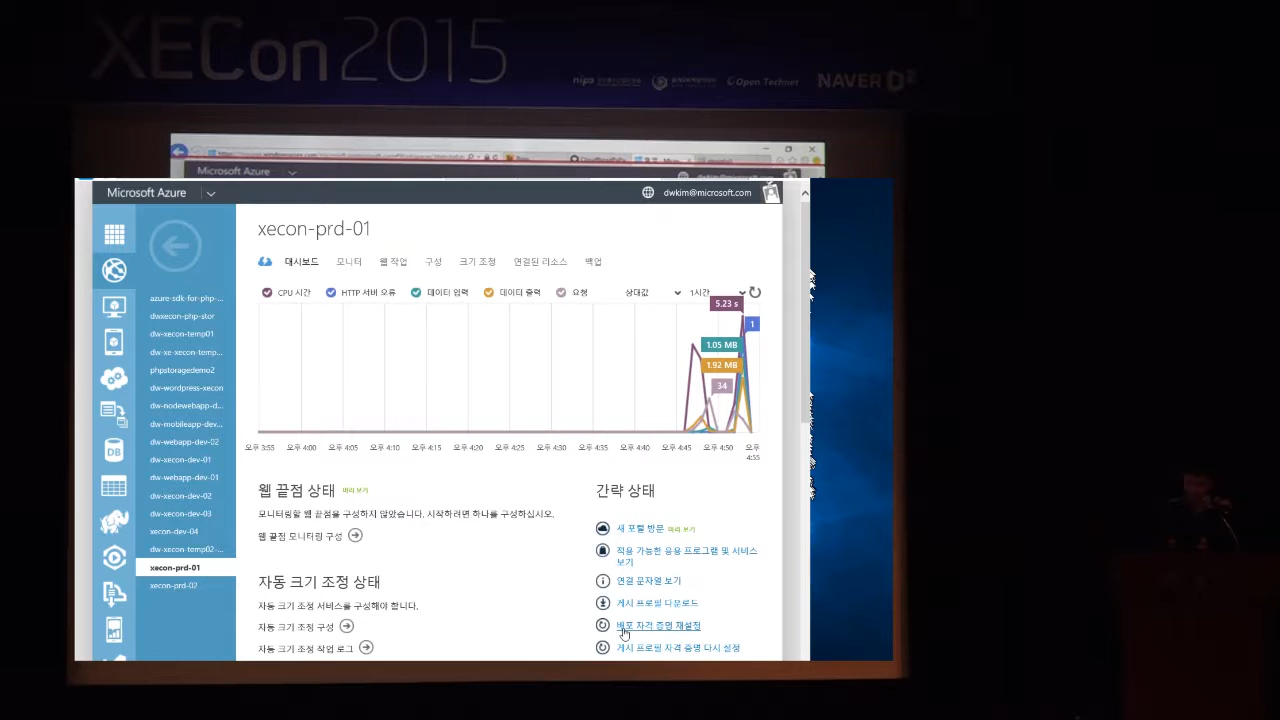 XECon2015
nipa
Open Technet
NAVER D2
Microsoft Azure
Microsoft Azure
dwkim@microsoft.com
xecon-prd-01
대시보드 모니터 웹 작업 구성 크기 조정 연결된 리소스 백업
CPU 시간 HTTP 서버 오류 데이터 입력 데이터 출력 요청 상대값 1시간
5.23 s
1
1.05 MB
1.92 MB
34
오후 3:55 오후 4:00 오후 4:05 오후 4:10 오후 4:15 오후 4:20 오후 4:25 오후 4:30 오후 4:35 오후 4:40 오후 4:45 오후 4:50 오후 4:55
azure-sdk-for-php-...
dwxecon-php-stor
dw-xecon-temp01
dw-xe-xecon-temp...
phpstoragedemo2
dw-wordpress-xecon
dw-nodewebapp-d...
dw-mobileapp-dev...
dw-webapp-dev-02
dw-xecon-dev-01
dw-webapp-dev-01
dw-xecon-dev-02
dw-xecon-dev-03
xecon-dev-04
dw-xecon-temp02-...
xecon-prd-01
xecon-prd-02
DB
웹 끝점 상태 미리 보기
모니터링할 웹 끝점을 구성하지 않았습니다. 시작하려면 하나를 구성하십시오.
웹 끝점 모니터링 구성
자동 크기 조정 상태
자동 크기 조정 서비스를 구성해야 합니다.
자동 크기 조정 구성
자동 크기 조정 작업 로그
간략 상태
새 포털 방문 미리 보기
적용 가능한 응용 프로그램 및 서비스
보기
연결 문자열 보기
게시 프로필 다운로드
배포 자격 증명 재설정
게시 프로필 자격 증명 다시 설정